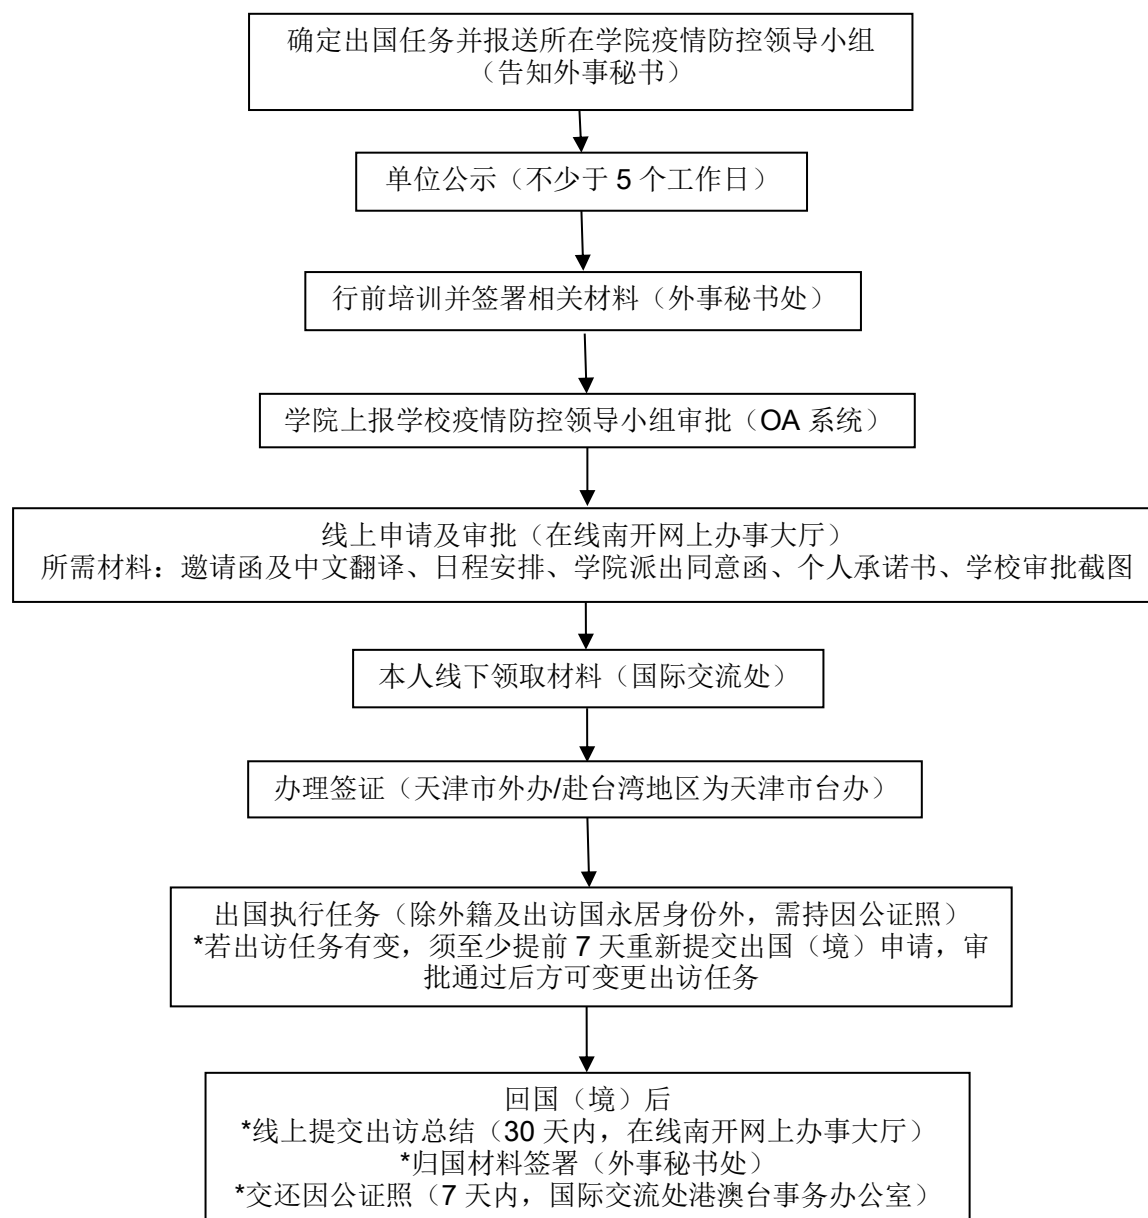 确定出国任务并报送所在学院疫情防控领导小组
（告知外事秘书）
单位公示（不少于 5 个工作日）
行前培训并签署相关材料（外事秘书处）
学院上报学校疫情防控领导小组审批（OA 系统）
线上申请及审批（在线南开网上办事大厅）
所需材料：邀请函及中文翻译、日程安排、学院派出同意函、个人承诺书、学校审批截图
本人线下领取材料（国际交流处）
办理签证（天津市外办/赴台湾地区为天津市台办）
出国执行任务（除外籍及出访国永居身份外，需持因公证照）
*若出访任务有变，须至少提前 7 天重新提交出国（境）申请，审
批通过后方可变更出访任务
回国（境）后
*线上提交出访总结（30 天内，在线南开网上办事大厅）
*归国材料签署（外事秘书处）
*交还因公证照（7 天内，国际交流处港澳台事务办公室）